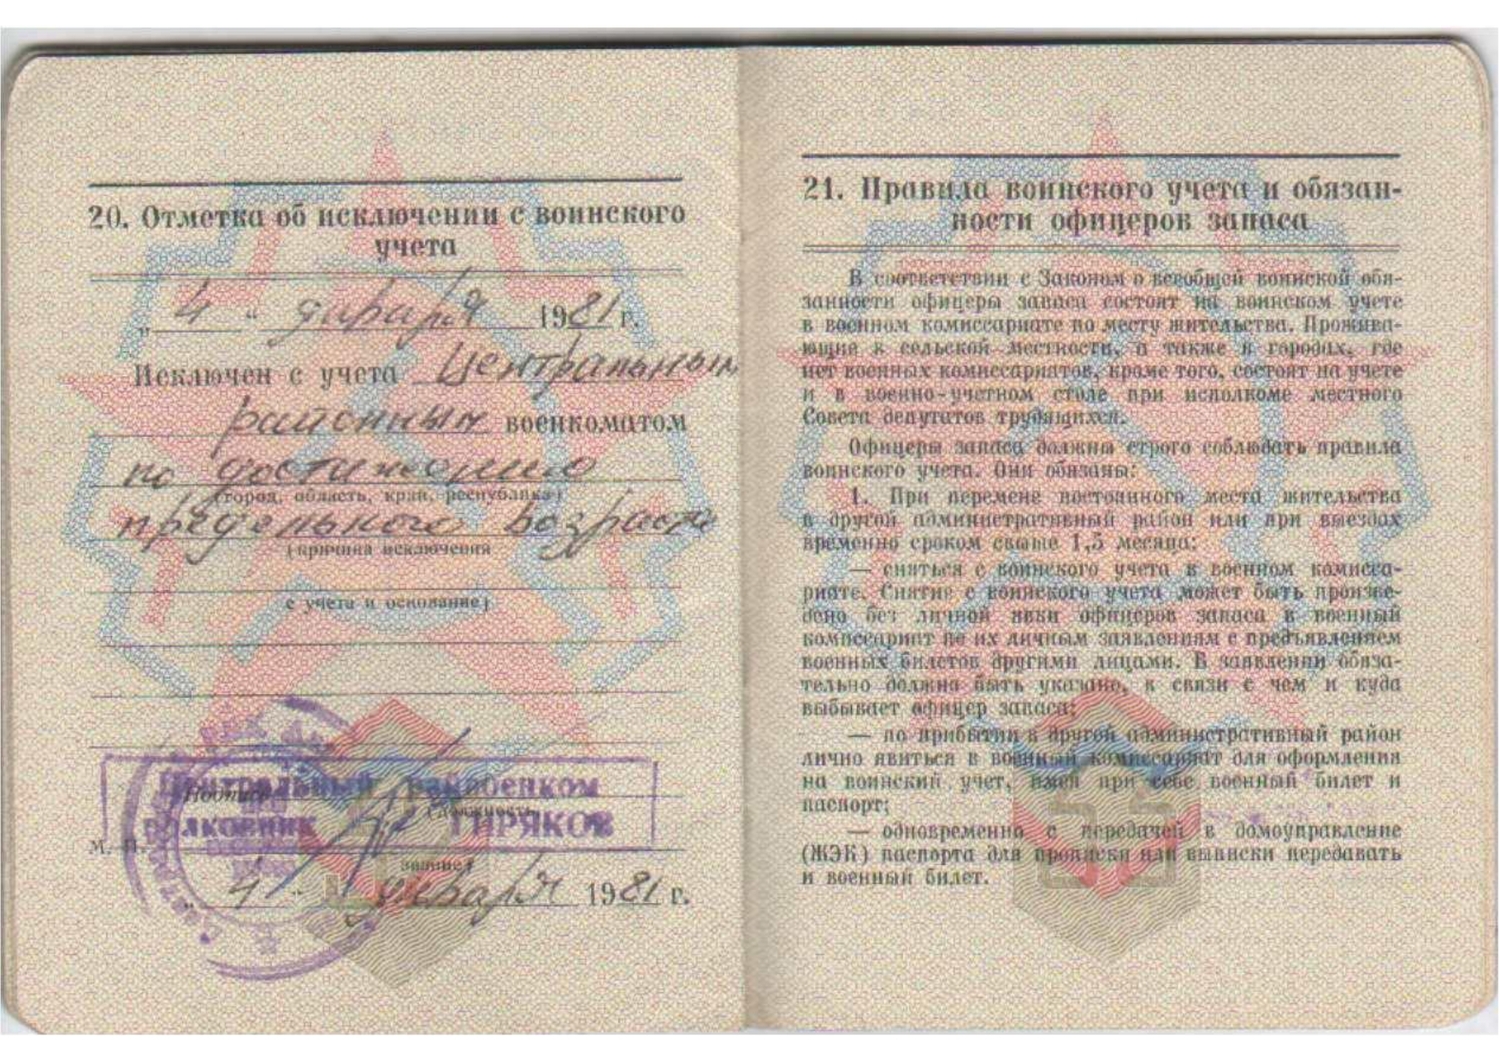 20. Отметка об исключении с воинского
учета
„ 4 “ января 1981 г.
Исключен с учета Центральным
районным военкоматом
по достижению
(город, область, край, республика)
предельного возраста
(причина исключения
с учета и основание)
Центральный райвоенком
Подпись
(должность,
полковник ГИРЯКОВ
М. П.
звание)
„ 4 “ января 1981 г.
21. Правила воинского учета и обязан-
ности офицеров запаса
В соответствии с Законом о всеобщей воинской обя-
занности офицеры запаса состоят на воинском учете
в военном комиссариате по месту жительства. Прожива-
ющие в сельской местности, а также в городах, где
нет военных комиссариатов, кроме того, состоят на учете
и в военно-учетном столе при исполкоме местного
Совета депутатов трудящихся.
Офицеры запаса должны строго соблюдать правила
воинского учета. Они обязаны:
1. При перемене постоянного места жительства
в другой административный район или при выездах
временно сроком свыше 1,5 месяца:
— сняться с воинского учета в военном комисса-
риате. Снятие с воинского учета может быть произве-
дено без личной явки офицеров запаса в военный
комиссариат по их личным заявлениям с предъявлением
военных билетов другими лицами. В заявлении обяза-
тельно должно быть указано, в связи с чем и куда
выбывает офицер запаса;
— по прибытии в другой административный район
лично явиться в военный комиссариат для оформления
на воинский учет, имея при себе военный билет и
паспорт;
— одновременно с передачей в домоуправление
(ЖЭК) паспорта для прописки или выписки передавать
и военный билет.